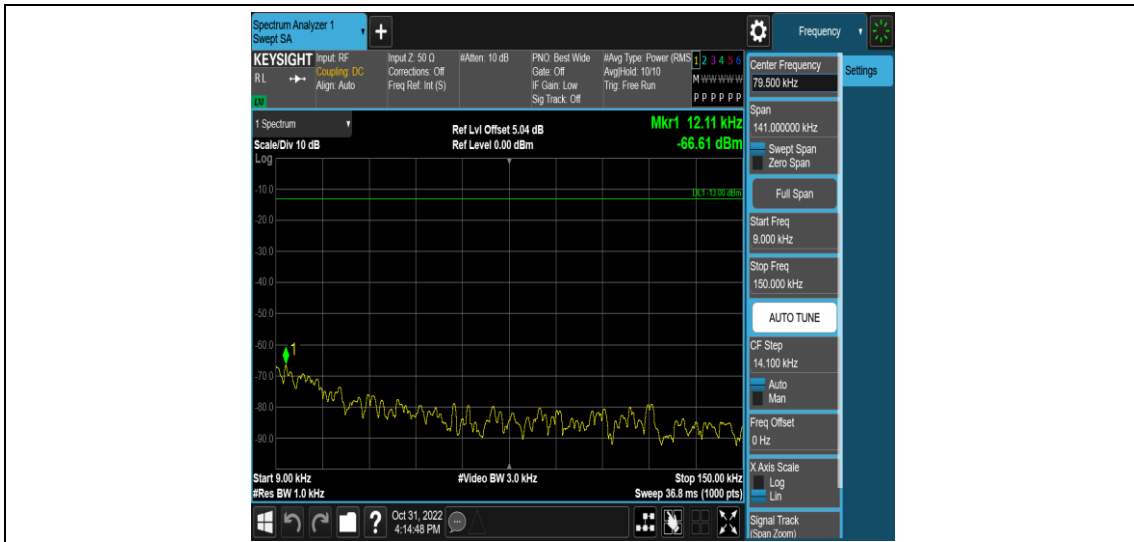 Spectrum Analyzer 1
Swept SA
+
Frequency
KEYSIGHT
RL
LXI
Input: RF
Coupling: DC
Align: Auto
Input Z: 50 Ω
Corrections: Off
Freq Ref: Int (S)
#Atten: 10 dB
PNO: Best Wide
Gate: Off
IF Gain: Low
Sig Track: Off
#Avg Type: Power (RMS
Avg|Hold: 10/10
Trig: Free Run
1 2 3 4 5 6
M W W W W W
P P P P P P
Center Frequency
79.500 kHz
Settings
Span
141.000000 kHz
Swept Span
Zero Span
Full Span
Start Freq
9.000 kHz
Stop Freq
150.000 kHz
AUTO TUNE
CF Step
14.100 kHz
Auto
Man
Freq Offset
0 Hz
X Axis Scale
Log
Lin
Signal Track
(Span Zoom)
1 Spectrum
Scale/Div 10 dB
Ref Lvl Offset 5.04 dB
Ref Level 0.00 dBm
Mkr1 12.11 kHz
-66.61 dBm
Log
DL1 -13.00 dBm
-10.0
-20.0
-30.0
-40.0
-50.0
-60.0
-70.0
-80.0
-90.0
1
Start 9.00 kHz
#Res BW 1.0 kHz
#Video BW 3.0 kHz
Stop 150.00 kHz
Sweep 36.8 ms (1000 pts)
?
Oct 31, 2022
4:14:48 PM